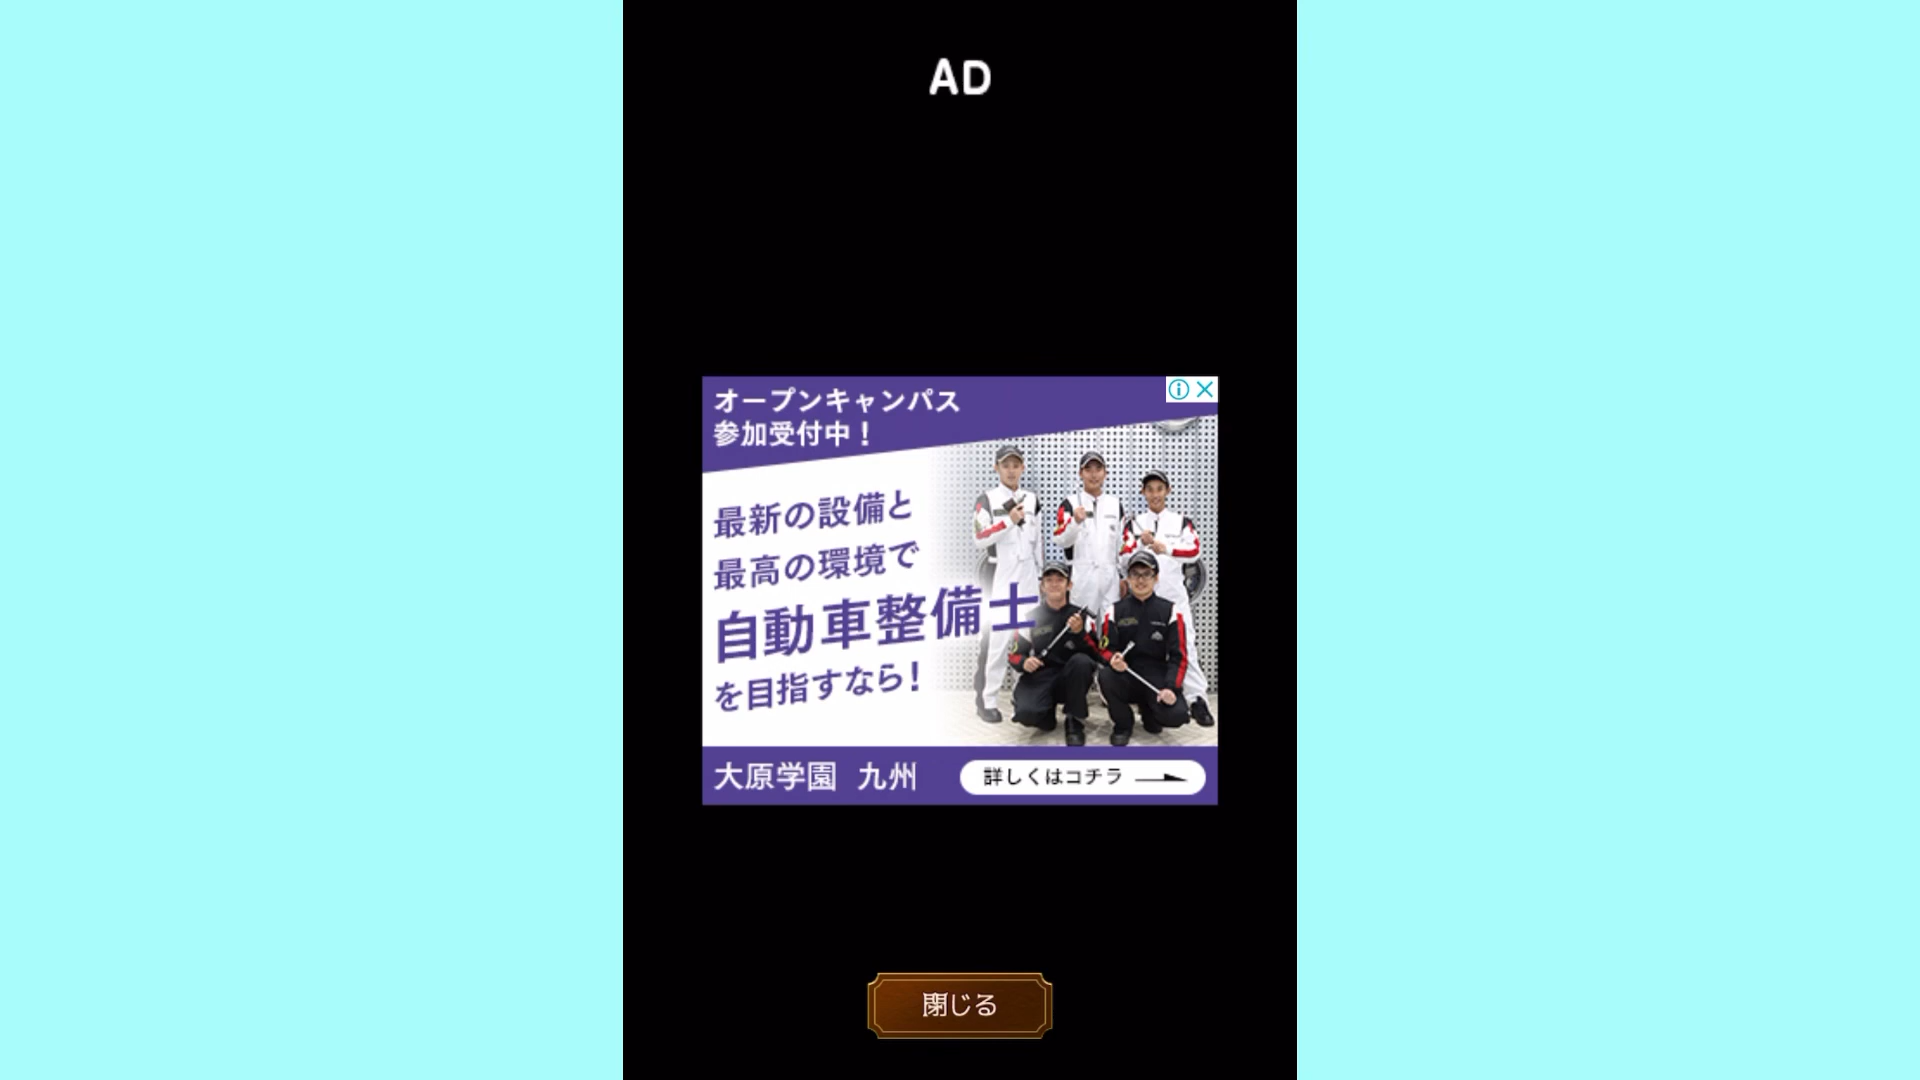 AD
オープンキャンパス
参加受付中！
最新の設備と
最高の環境で
自動車整備士
を目指すなら！
大原学園 九州
詳しくはコチラ
閉じる